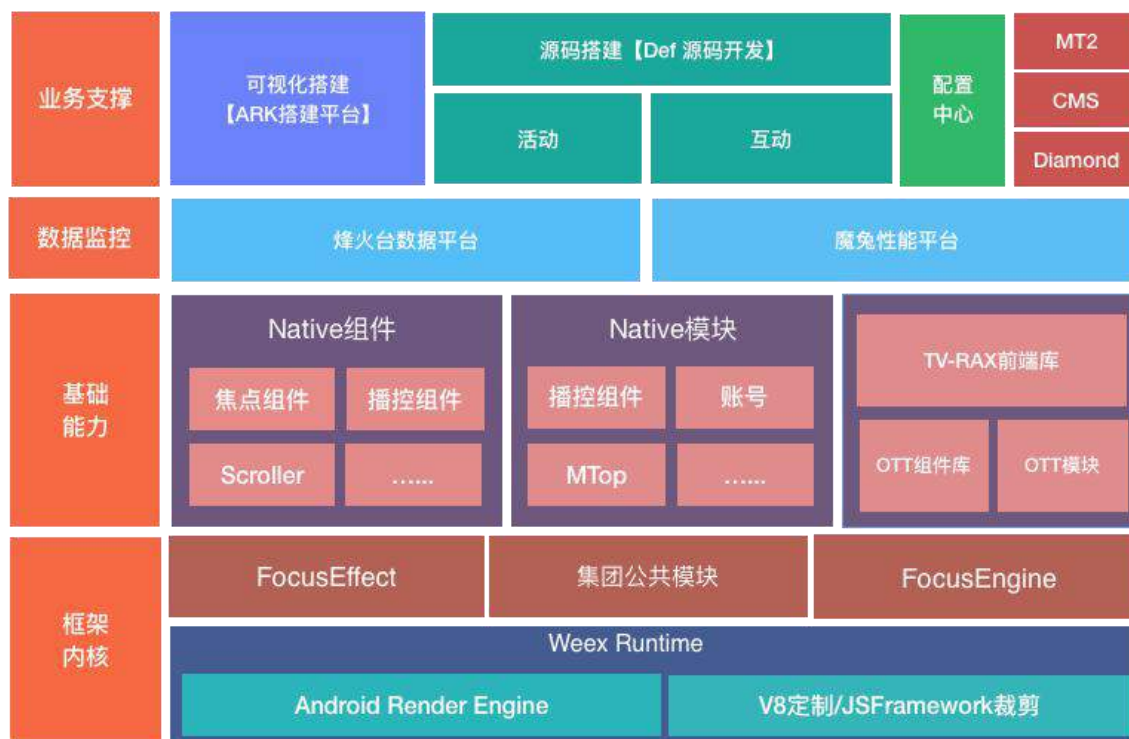 业务支撑
可视化搭建
【ARK搭建平台】
源码搭建【Def 源码开发】
活动
互动
配置
中心
MT2
CMS
Diamond
数据监控
烽火台数据平台
魔兔性能平台
基础
能力
Native组件
焦点组件
播控组件
Scroller
......
Native模块
播控组件
账号
MTop
......
TV-RAX前端库
OTT组件库
OTT模块
框架
内核
FocusEffect
集团公共模块
FocusEngine
Weex Runtime
Android Render Engine
V8定制/JSFramework裁剪